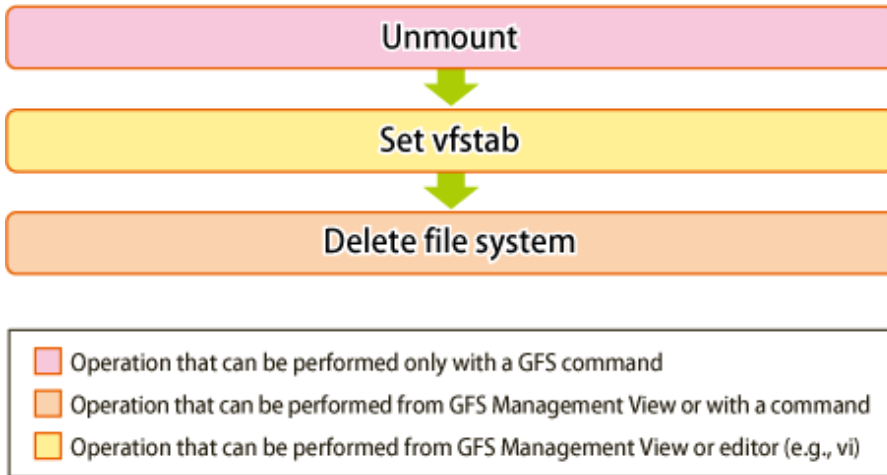 Unmount
Set vfstab
Delete file system
Operation that can be performed only with a GFS command
Operation that can be performed from GFS Management View or with a command
Operation that can be performed from GFS Management View or editor (e.g., vi)